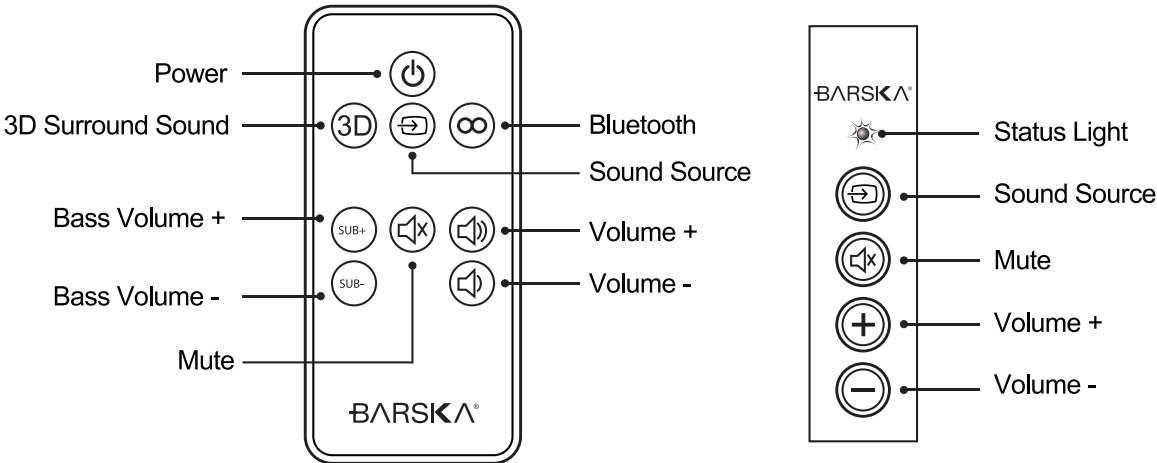 Power
3D Surround Sound
3D
Bluetooth
Sound Source
Bass Volume +
SUB+
Volume +
Bass Volume -
SUB-
Volume -
Mute
BARSKA®
BARSKA®
Status Light
Sound Source
Mute
Volume +
Volume -